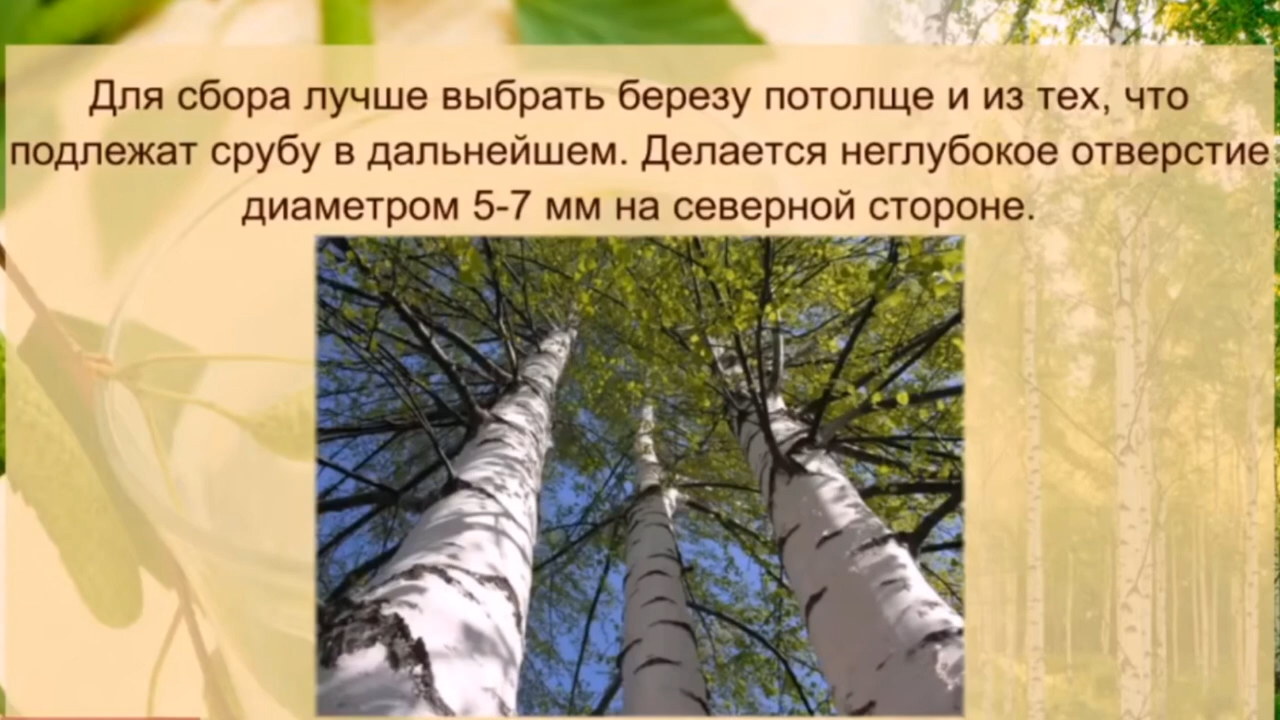 Для сбора лучше выбрать березу потолще и из тех, что
подлежат срубу в дальнейшем. Делается неглубокое отверстие
диаметром 5-7 мм на северной стороне.